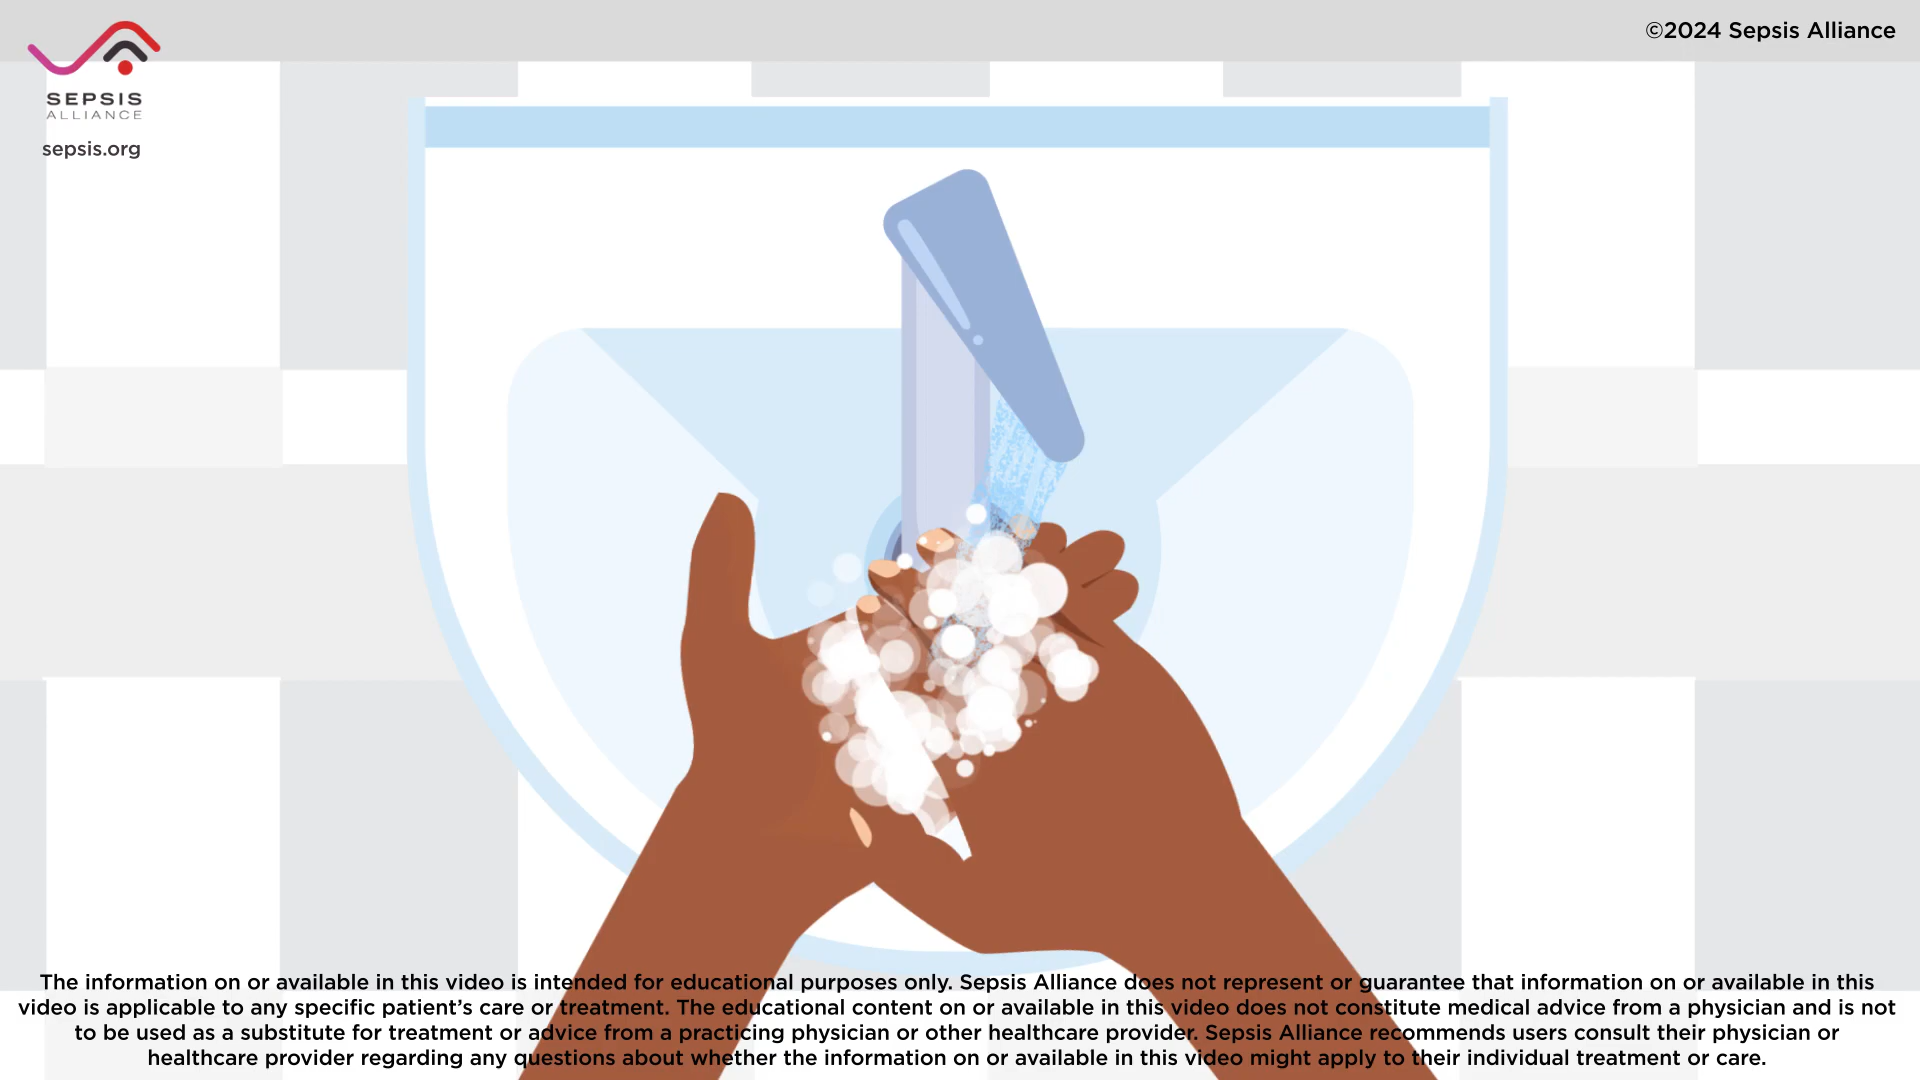 ©2024 Sepsis Alliance
SEPSIS
ALLIANCE
sepsis.org
The information on or available in this video is intended for educational purposes only. Sepsis Alliance does not represent or guarantee that information on or available in this
video is applicable to any specific patient’s care or treatment. The educational content on or available in this video does not constitute medical advice from a physician and is not
to be used as a substitute for treatment or advice from a practicing physician or other healthcare provider. Sepsis Alliance recommends users consult their physician or
healthcare provider regarding any questions about whether the information on or available in this video might apply to their individual treatment or care.